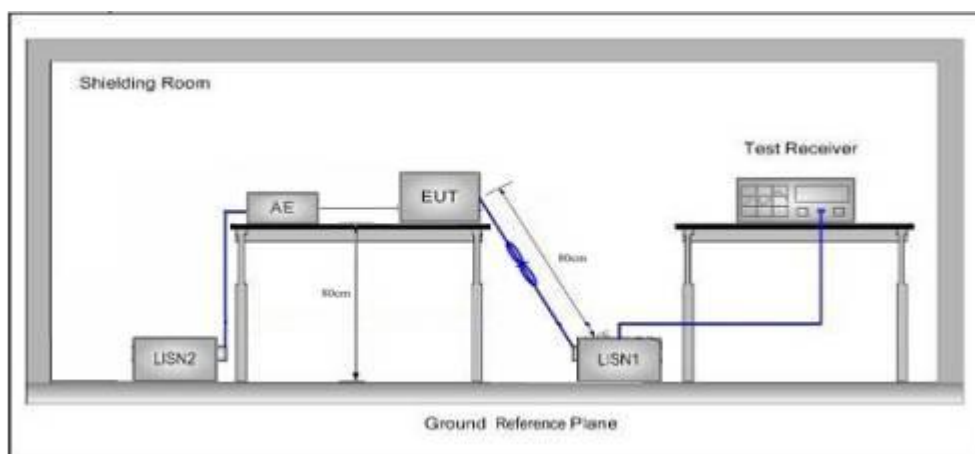 Shielding Room
Test Receiver
AE
EUT
80cm
80cm
LISN2
LISN1
Ground Reference Plane